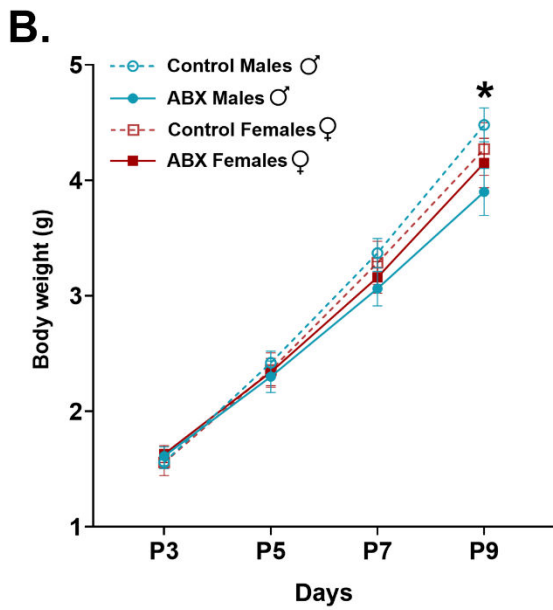 B.
5
4
3
2
1
Body weight (g)
Control Males ♂
ABX Males ♂
Control Females ♀
ABX Females ♀
*
P3 P5 P7 P9
Days